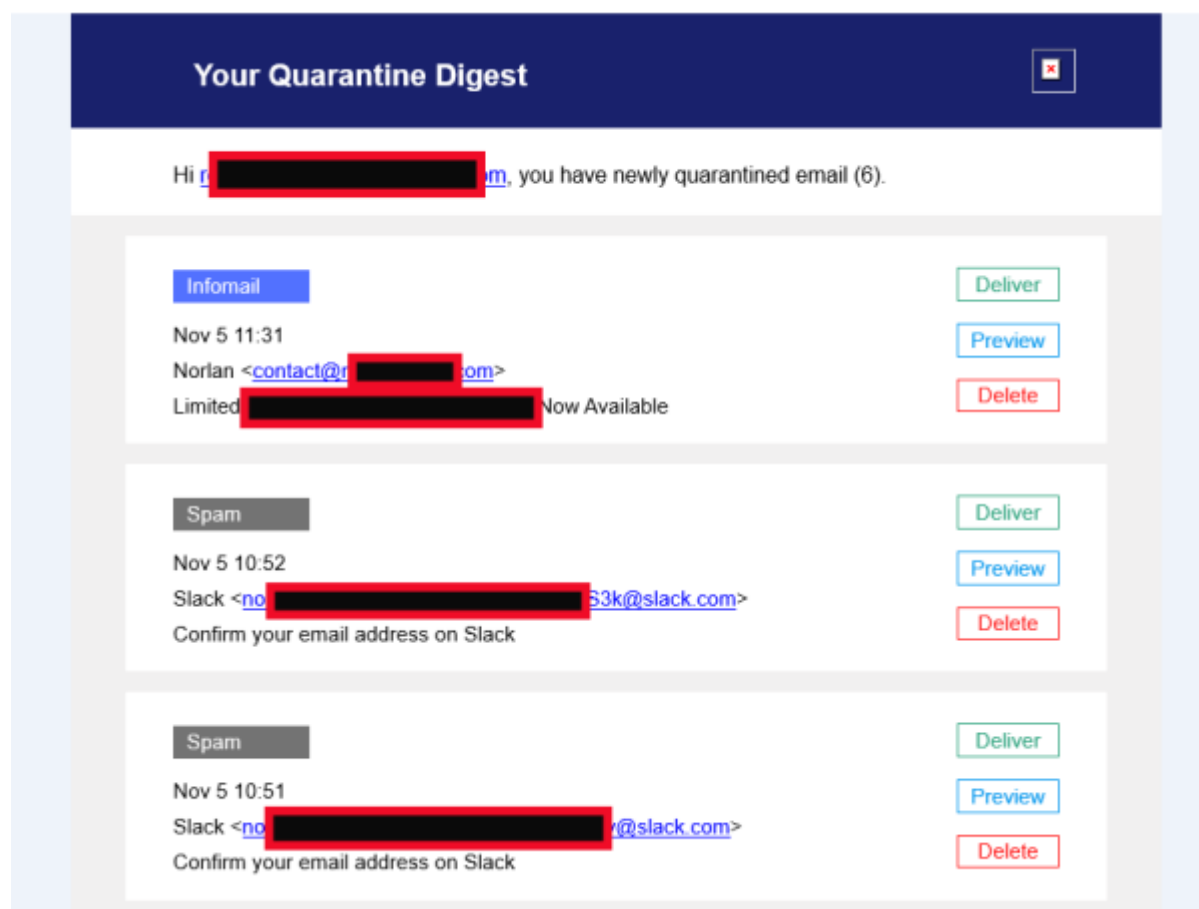 Your Quarantine Digest
Hi r om, you have newly quarantined email (6).
Infomail
Deliver
Nov 5 11:31
Preview
Norlan <contact@r com>
Delete
Limited Now Available
Spam
Deliver
Nov 5 10:52
Preview
Slack <no S3k@slack.com>
Delete
Confirm your email address on Slack
Spam
Deliver
Nov 5 10:51
Preview
Slack <no @slack.com>
Delete
Confirm your email address on Slack